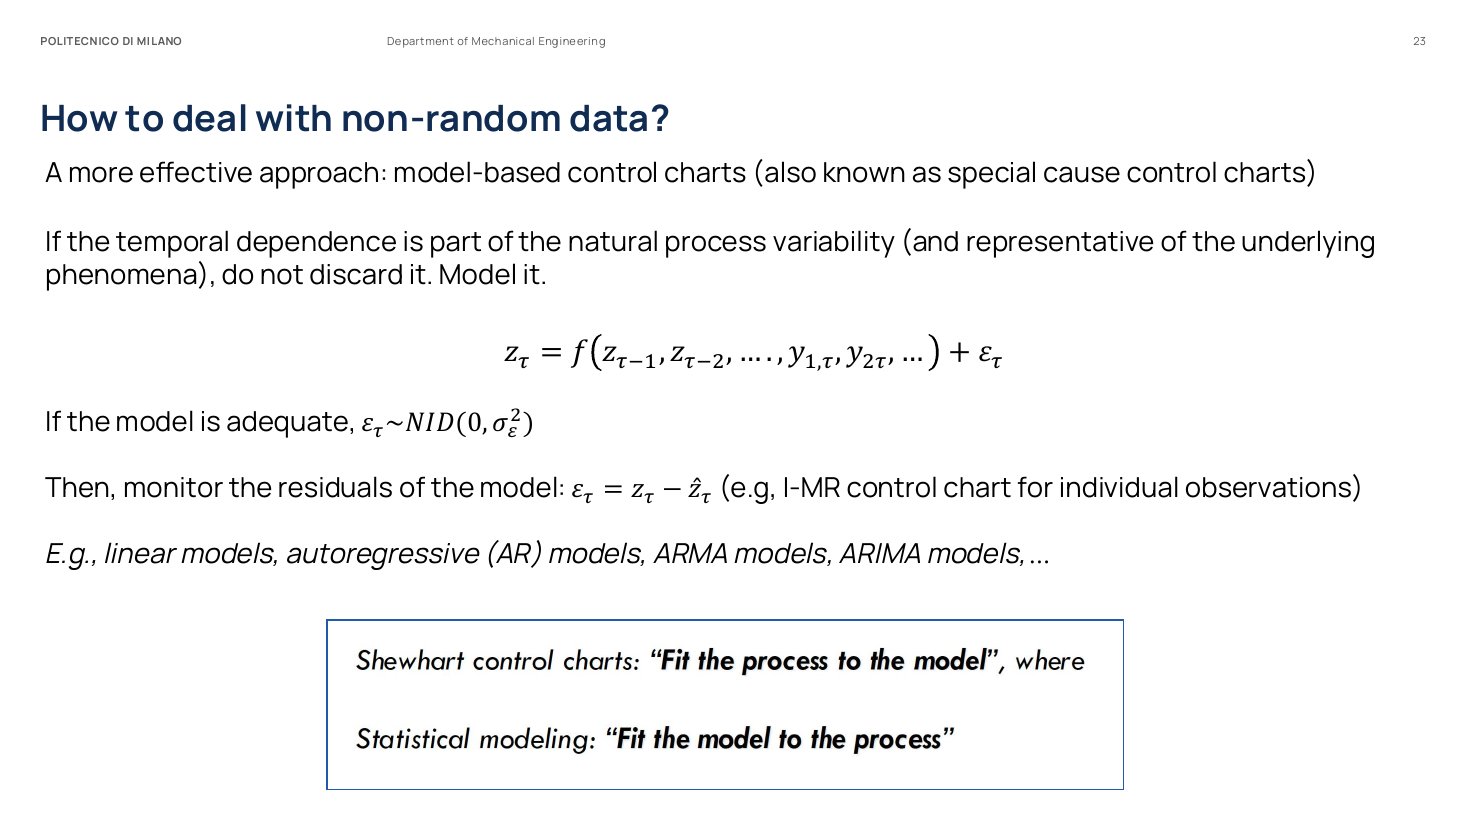 POLITECNICO DI MILANO
Department of Mechanical Engineering
23
How to deal with non-random data?
A more effective approach: model-based control charts (also known as special cause control charts)
If the temporal dependence is part of the natural process variability (and representative of the underlying
phenomena), do not discard it. Model it.
z_τ = f(z_{τ−1}, z_{τ−2}, … . , y_{1,τ}, y_{2τ}, … ) + ε_τ
If the model is adequate, ε_τ~NID(0, σ_ε^2)
Then, monitor the residuals of the model: ε_τ = z_τ − ẑ_τ (e.g, I-MR control chart for individual observations)
E.g., linear models, autoregressive (AR) models, ARMA models, ARIMA models, ...
Shewhart control charts: “Fit the process to the model”, where
Statistical modeling: “Fit the model to the process”